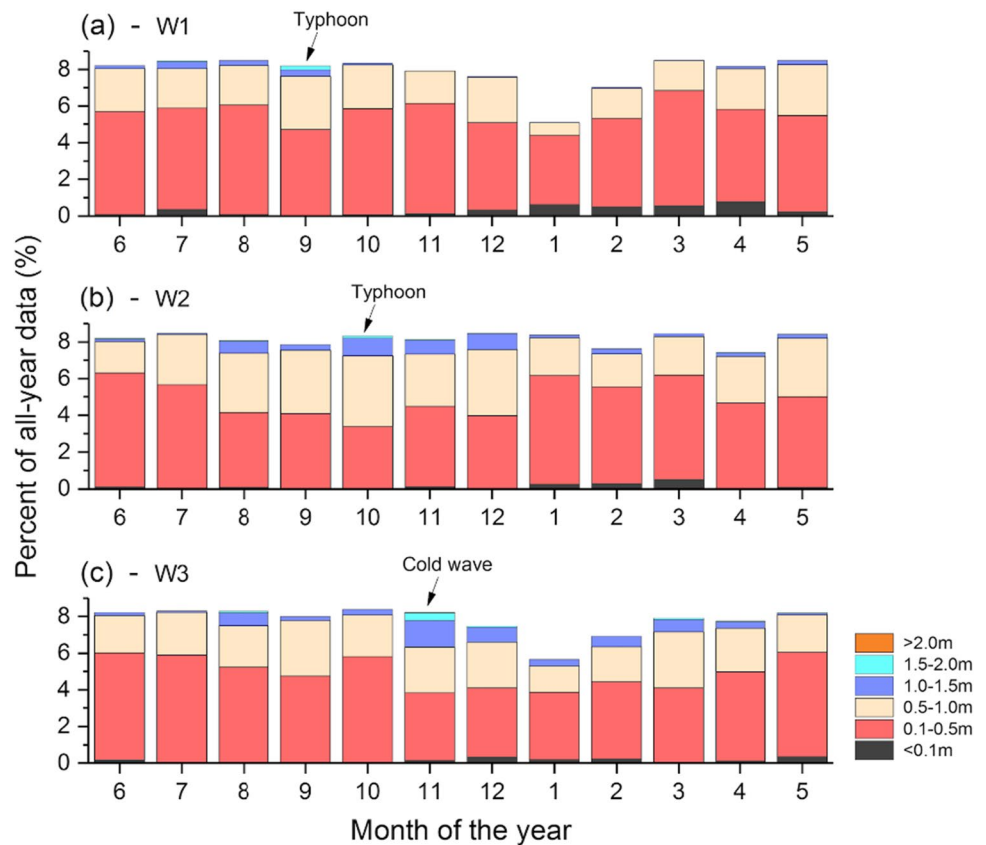 (a) - W1
Typhoon
8
6
4
2
0
6 7 8 9 10 11 12 1 2 3 4 5
(b) - W2
Typhoon
8
6
4
2
0
6 7 8 9 10 11 12 1 2 3 4 5
(c) - W3
Cold wave
8
6
4
2
0
6 7 8 9 10 11 12 1 2 3 4 5
Percent of all-year data (%)
Month of the year
>2.0m
1.5-2.0m
1.0-1.5m
0.5-1.0m
0.1-0.5m
<0.1m